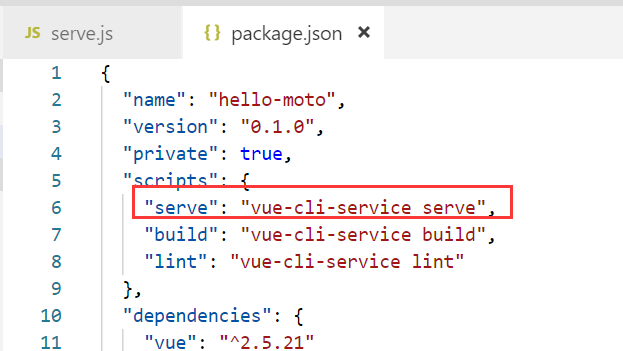 JS serve.js
{} package.json ×
1 {
2 "name": "hello-moto",
3 "version": "0.1.0",
4 "private": true,
5 "scripts": {
6 "serve": "vue-cli-service serve",
7 "build": "vue-cli-service build",
8 "lint": "vue-cli-service lint"
9 },
10 "dependencies": {
11 "vue": "^2.5.21"